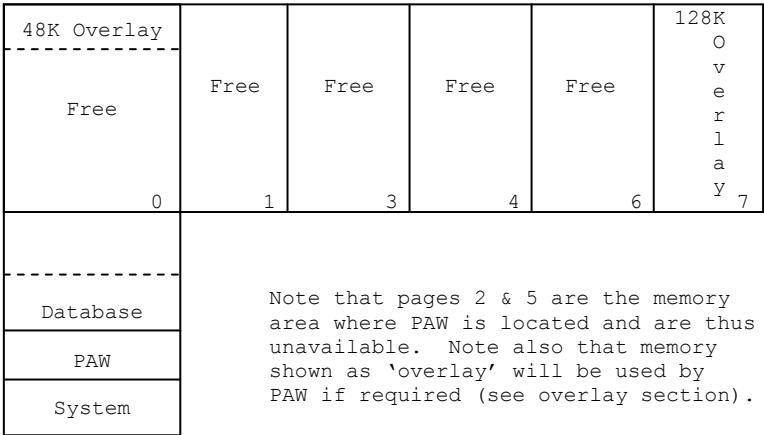 48K Overlay
Free
0
Free
1
Free
3
Free
4
Free
6
128K
O
v
e
r
l
a
y
7
Database
PAW
System
Note that pages 2 & 5 are the memory
area where PAW is located and are thus
unavailable.  Note also that memory
shown as ‘overlay’ will be used by
PAW if required (see overlay section).